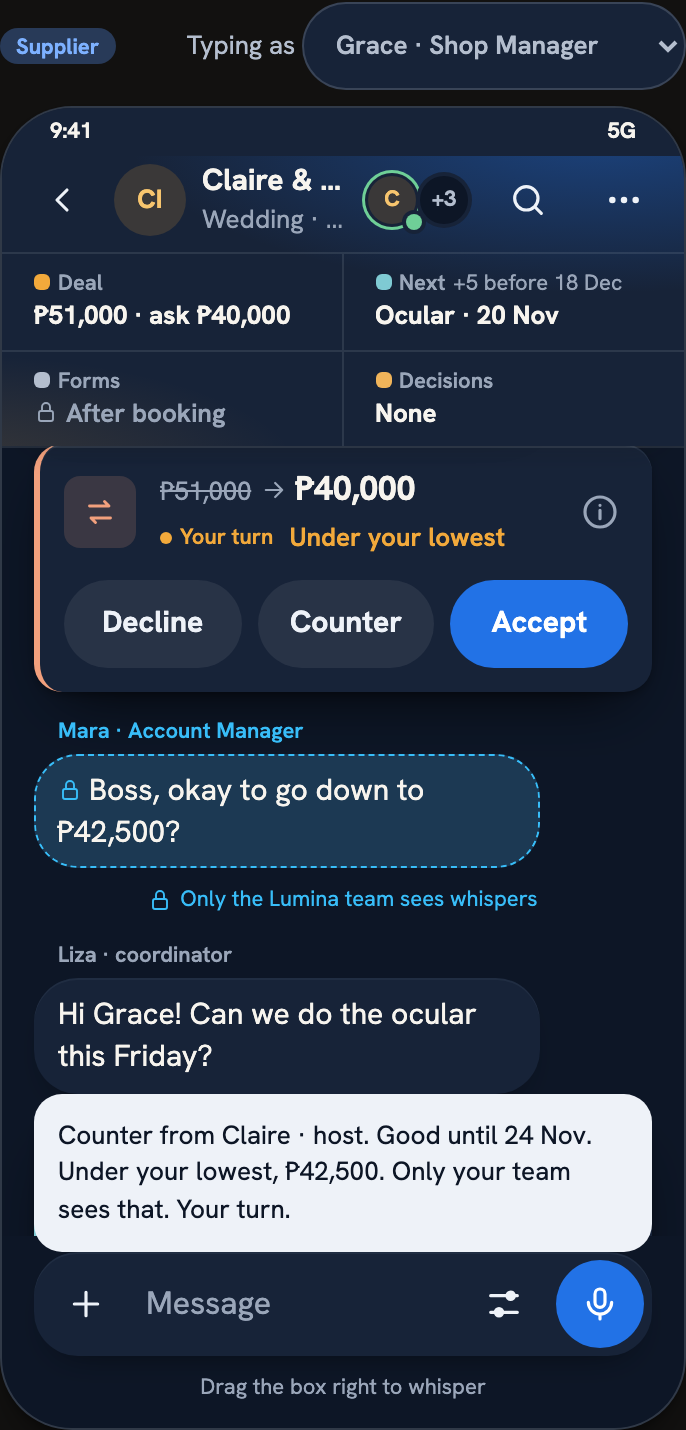 Supplier
Typing as
Grace · Shop Manager
9:41
5G
CI
Claire & ...
Wedding · ...
C
+3
Deal
₱51,000 · ask ₱40,000
Next +5 before 18 Dec
Ocular · 20 Nov
Forms
After booking
Decisions
None
₱51,000 → ₱40,000
Your turn Under your lowest
Decline
Counter
Accept
Mara · Account Manager
Boss, okay to go down to
₱42,500?
Only the Lumina team sees whispers
Liza · coordinator
Hi Grace! Can we do the ocular
this Friday?
Counter from Claire · host. Good until 24 Nov.
Under your lowest, ₱42,500. Only your team
sees that. Your turn.
Message
Drag the box right to whisper